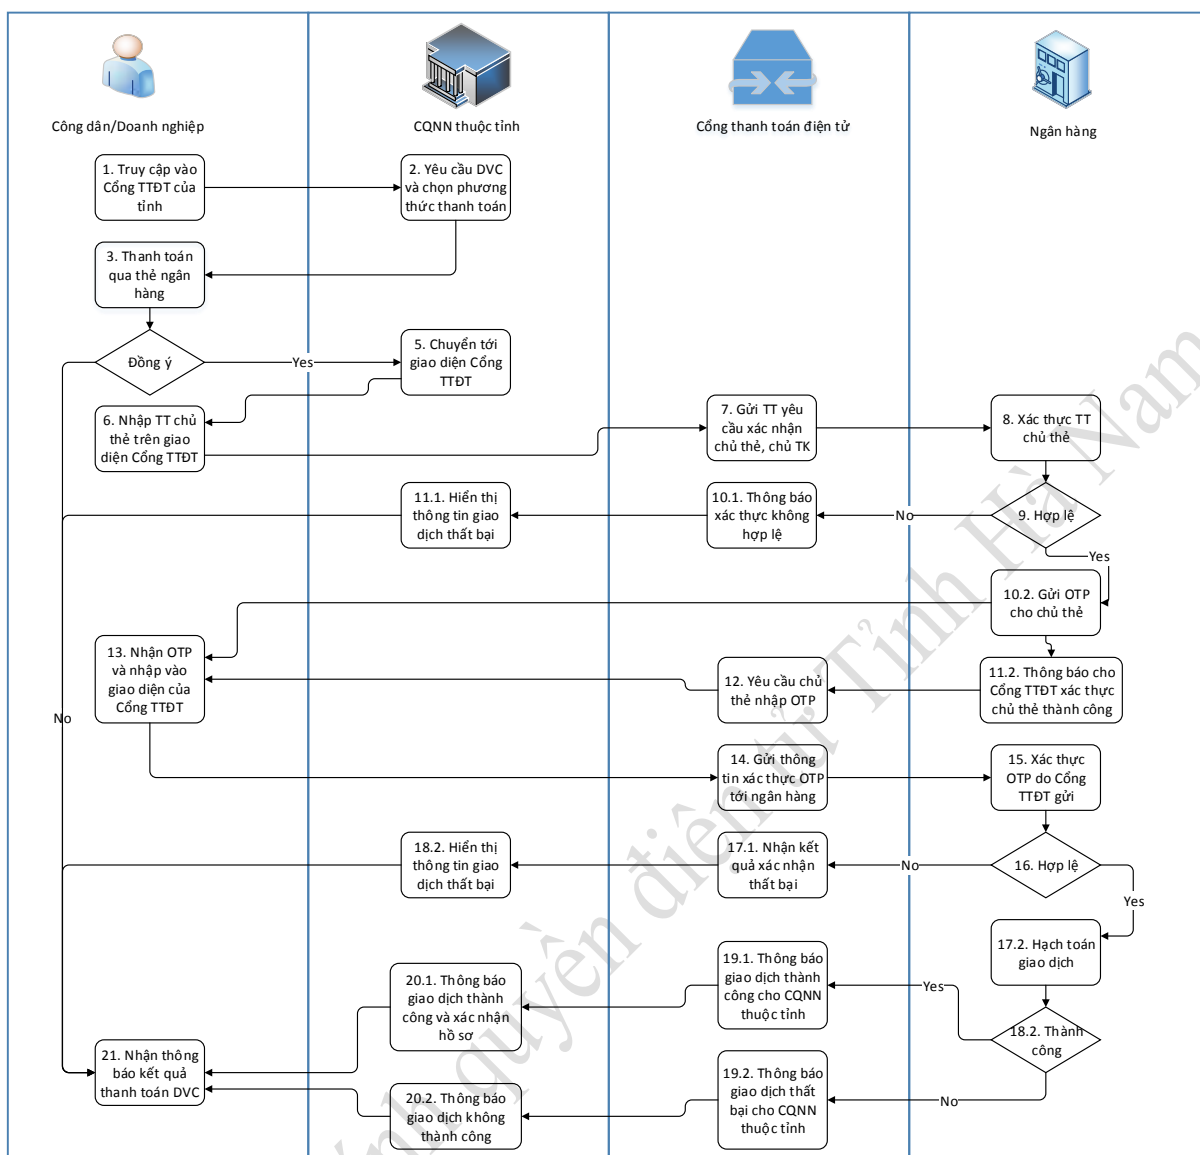 Công dân/Doanh nghiệp
CQNN thuộc tỉnh
Cổng thanh toán điện tử
Ngân hàng
1. Truy cập vào
Cổng TTĐT của
tỉnh
2. Yêu cầu DVC
và chọn phương
thức thanh toán
3. Thanh toán
qua thẻ ngân
hàng
Đồng ý
Yes
5. Chuyển tới
giao diện Cổng
TTĐT
6. Nhập TT chủ
thẻ trên giao
diện Cổng TTĐT
7. Gửi TT yêu
cầu xác nhận
chủ thẻ, chủ TK
8. Xác thực TT
chủ thẻ
9. Hợp lệ
No
10.1. Thông báo
xác thực không
hợp lệ
11.1. Hiển thị
thông tin giao
dịch thất bại
Yes
10.2. Gửi OTP
cho chủ thẻ
11.2. Thông báo cho
Cổng TTĐT xác thực
chủ thẻ thành công
12. Yêu cầu chủ
thẻ nhập OTP
13. Nhận OTP
và nhập vào
giao diện của
Cổng TTĐT
No
14. Gửi thông
tin xác thực OTP
tới ngân hàng
15. Xác thực
OTP do Cổng
TTĐT gửi
16. Hợp lệ
No
17.1. Nhận kết
quả xác nhận
thất bại
18.2. Hiển thị
thông tin giao
dịch thất bại
Yes
17.2. Hạch toán
giao dịch
18.2. Thành
công
Yes
19.1. Thông báo
giao dịch thành
công cho CQNN
thuộc tỉnh
20.1. Thông báo
giao dịch thành
công và xác nhận
hồ sơ
No
19.2. Thông báo
giao dịch thất
bại cho CQNN
thuộc tỉnh
20.2. Thông báo
giao dịch không
thành công
21. Nhận thông
báo kết quả
thanh toán DVC
quyền điện tử Tỉnh Hà Nam